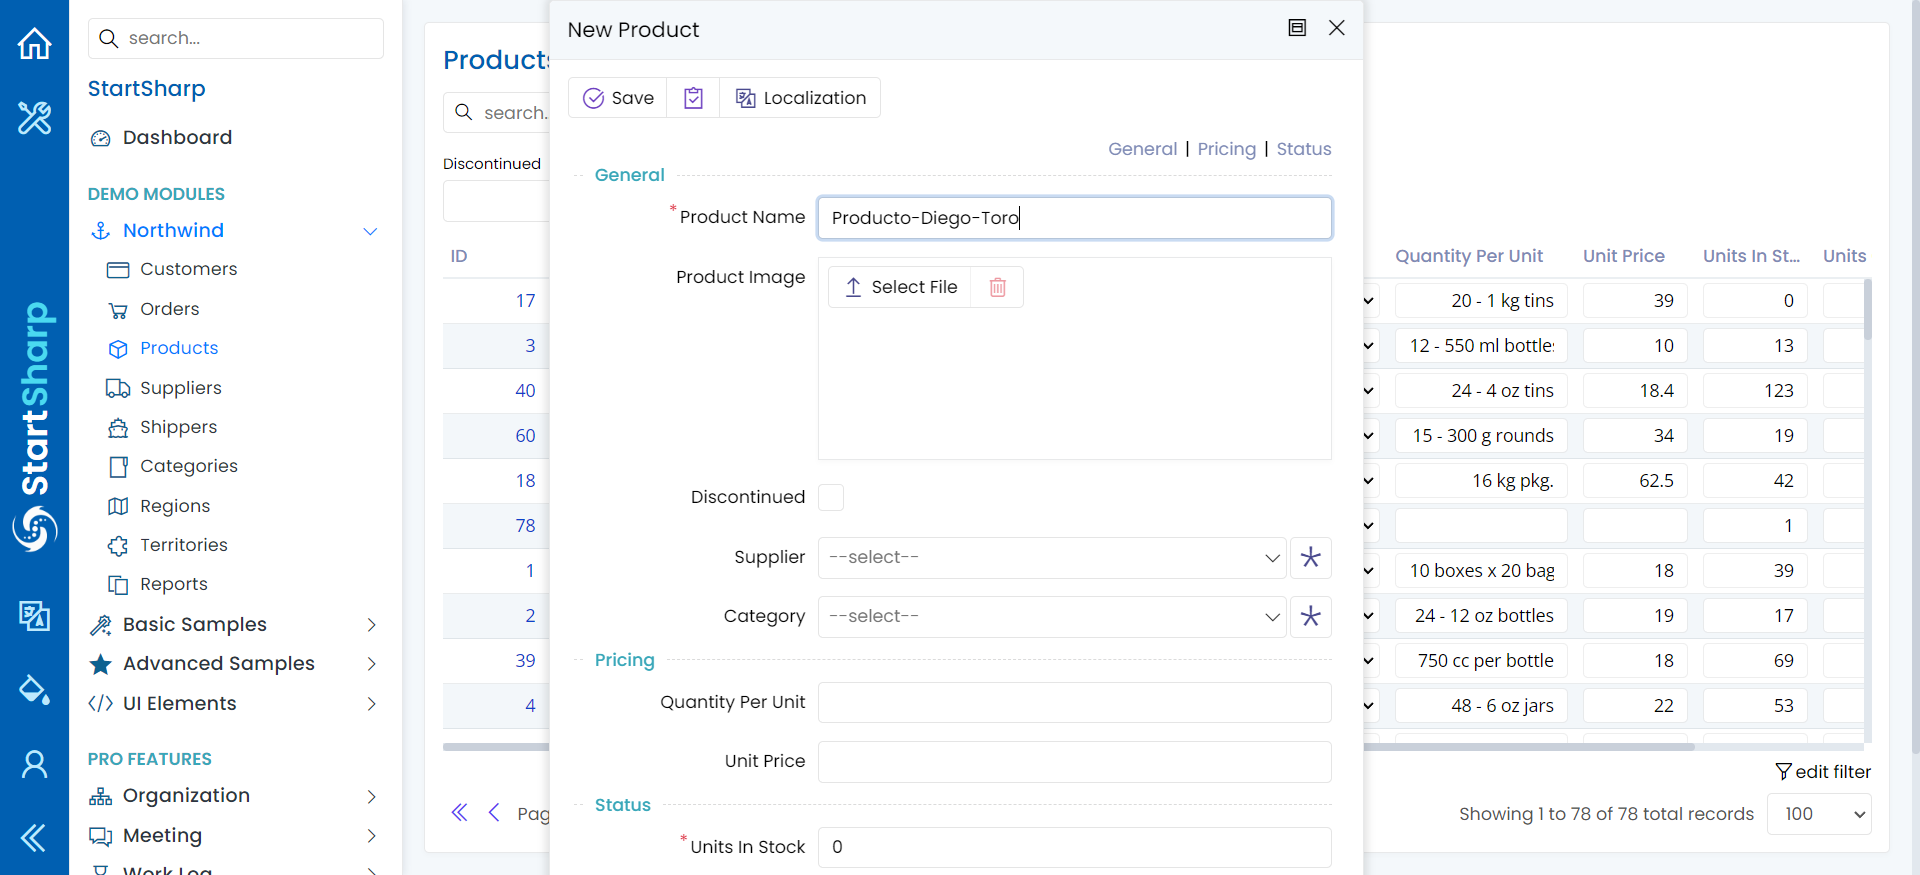 StartSharp
search...
StartSharp
Dashboard
DEMO MODULES
Northwind
Customers
Orders
Products
Suppliers
Shippers
Categories
Regions
Territories
Reports
Basic Samples
Advanced Samples
UI Elements
PRO FEATURES
Organization
Meeting
Work Log
Products
search...
Discontinued
ID
17
3
40
60
18
78
1
2
39
4
Pag
New Product
Save
Localization
General | Pricing | Status
General
*Product Name
Producto-Diego-Toro
Product Image
Select File
Discontinued
Supplier
--select--
Category
--select--
Pricing
Quantity Per Unit
Unit Price
Status
*Units In Stock
0
Quantity Per Unit Unit Price Units In St... Units
20 - 1 kg tins 39 0
12 - 550 ml bottles 10 13
24 - 4 oz tins 18.4 123
15 - 300 g rounds 34 19
16 kg pkg. 62.5 42
1
10 boxes x 20 bag 18 39
24 - 12 oz bottles 19 17
750 cc per bottle 18 69
48 - 6 oz jars 22 53
edit filter
Showing 1 to 78 of 78 total records 100